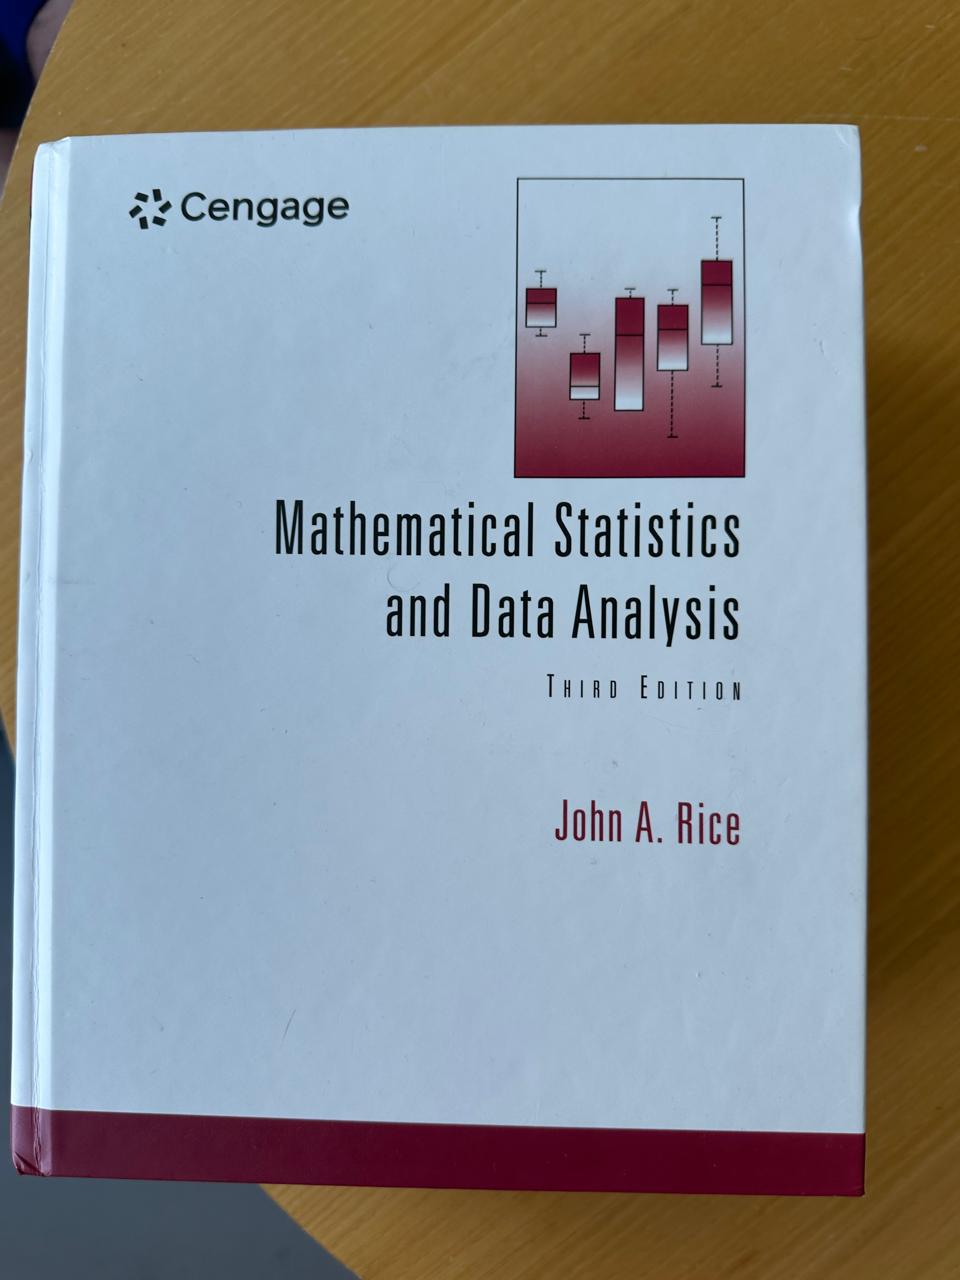 Cengage
Mathematical Statistics
and Data Analysis
THIRD EDITION
John A. Rice